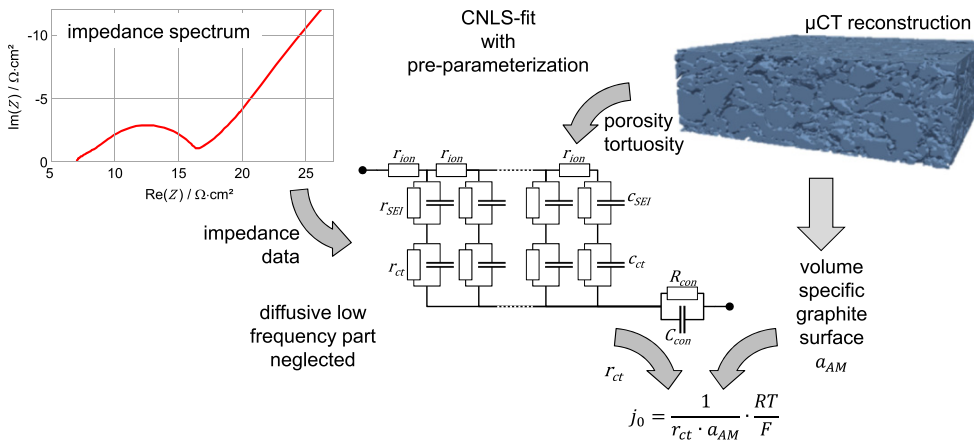 impedance spectrum
Im(Z) / Ω·cm²
-10
-5
0
5
10
15
20
25
Re(Z) / Ω·cm²
CNLS-fit
with
pre-parameterization
µCT reconstruction
porosity
tortuosity
r_ion
r_ion
r_ion
r_SEI
c_SEI
r_ct
c_ct
R_con
C_con
impedance
data
diffusive low
frequency part
neglected
volume
specific
graphite
surface
a_AM
r_ct
j_0 = 1 / (r_ct · a_AM) · RT / F